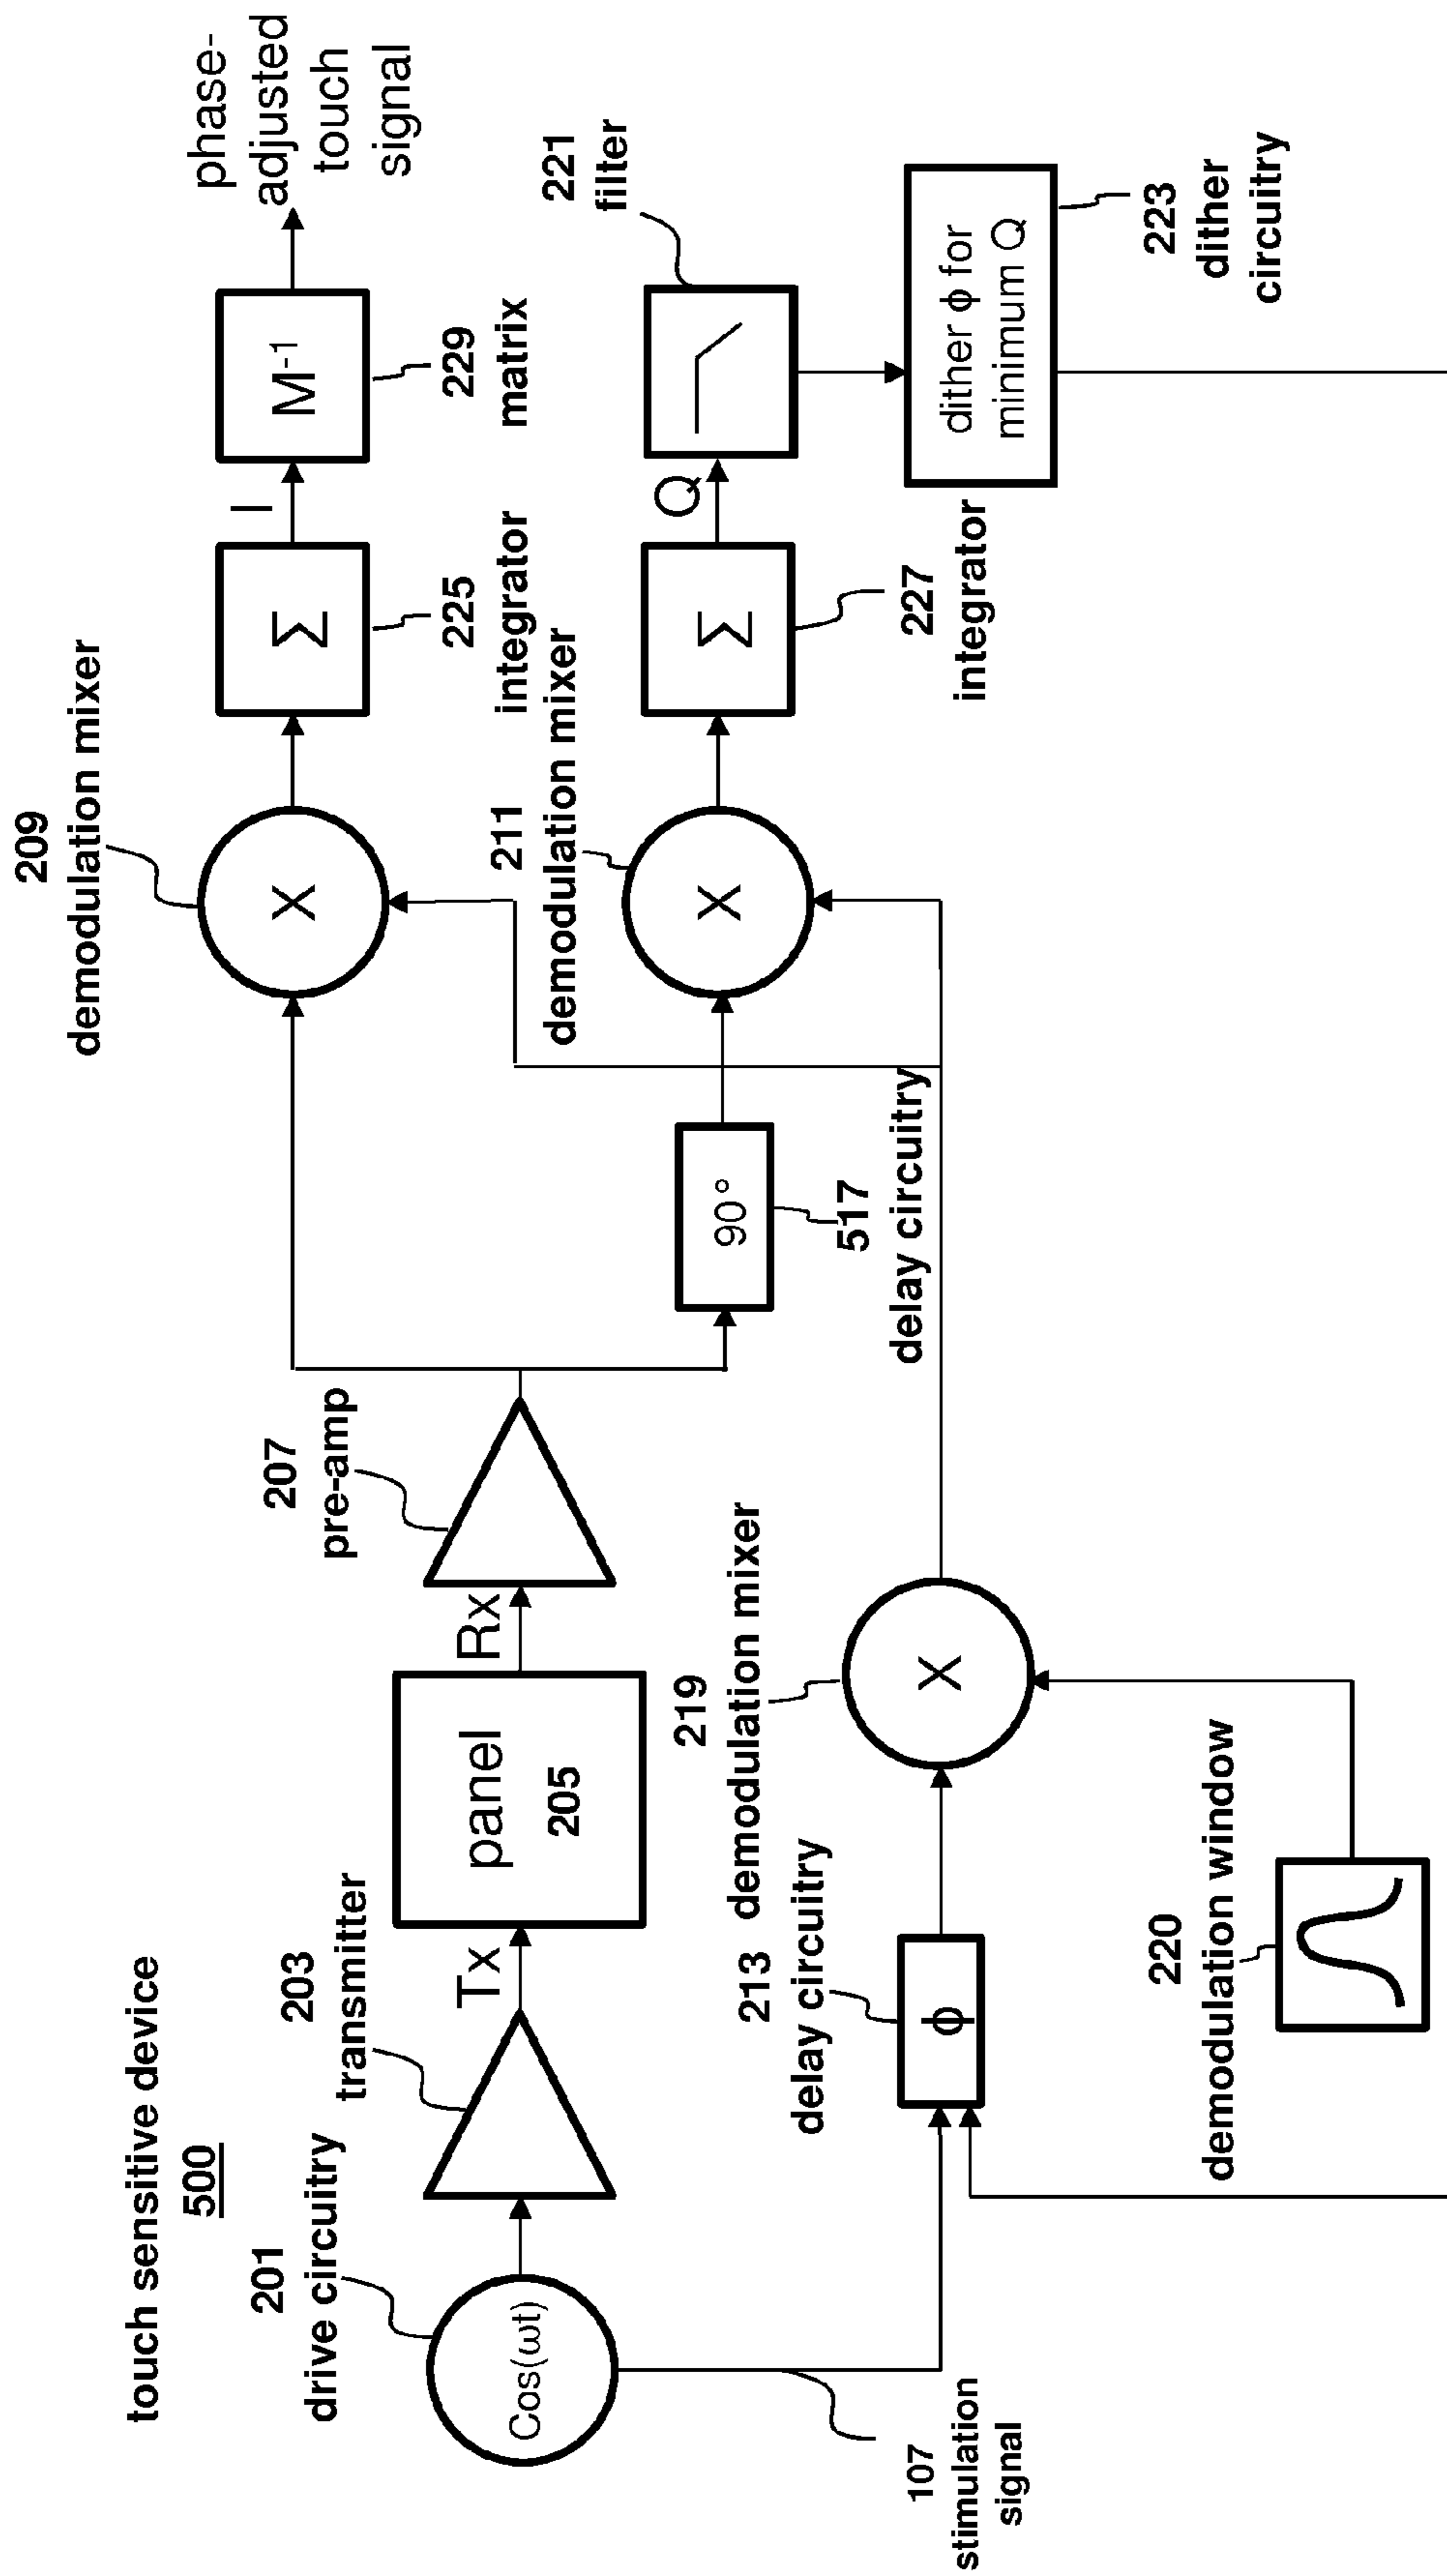 touch sensitive device
500
201
drive circuitry
Cos(ωt)
107
stimulation
signal
203
transmitter
Tx
panel
205
Rx
207
pre-amp
209
demodulation mixer
X
Σ
225
integrator
I
M⁻¹
229
matrix
phase-
adjusted
touch
signal
90°
517
delay circuitry
211
demodulation mixer
X
Σ
227
integrator
Q
221
filter
dither ϕ for
minimum Q
223
dither
circuitry
213
delay circuitry
ϕ
219
demodulation mixer
X
220
demodulation window